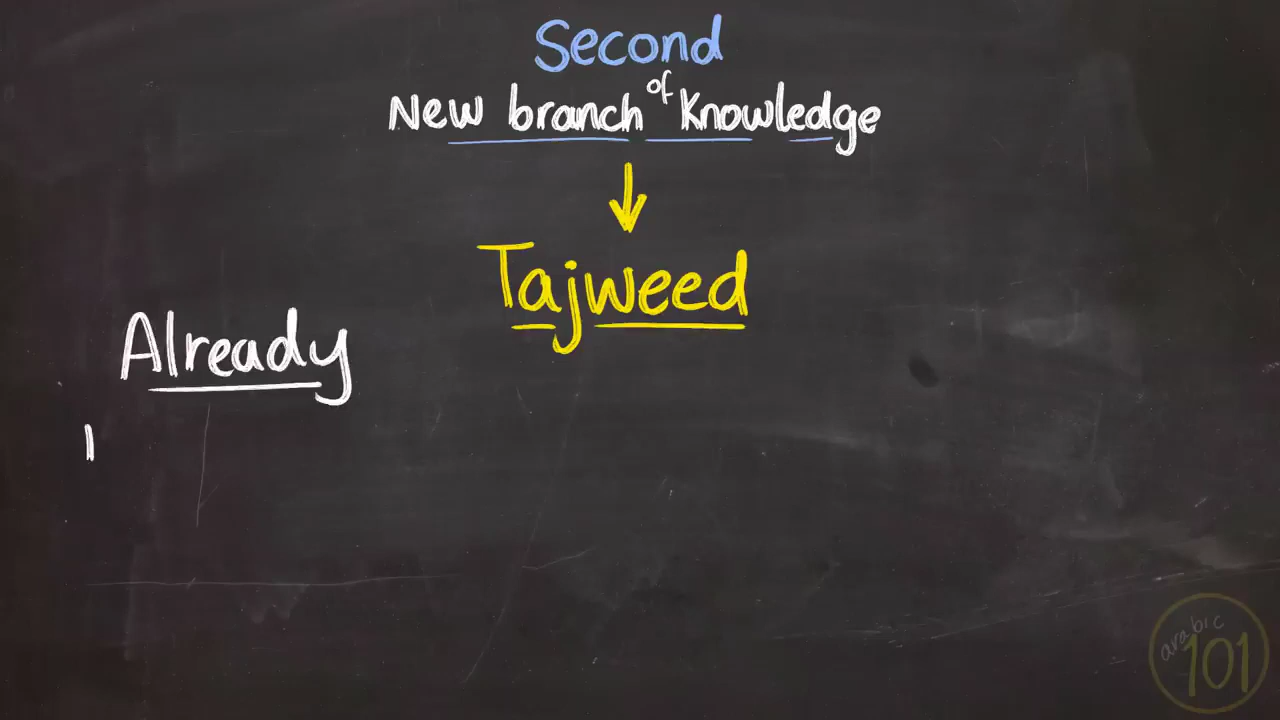 Second
New branch of Knowledge
Tajweed
Already
arabic
101